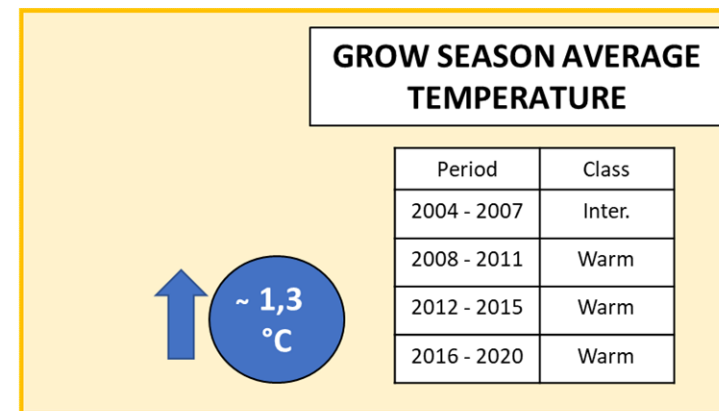 GROW SEASON AVERAGE
TEMPERATURE
Period Class
2004 - 2007 Inter.
2008 - 2011 Warm
2012 - 2015 Warm
2016 - 2020 Warm
~ 1,3
°C